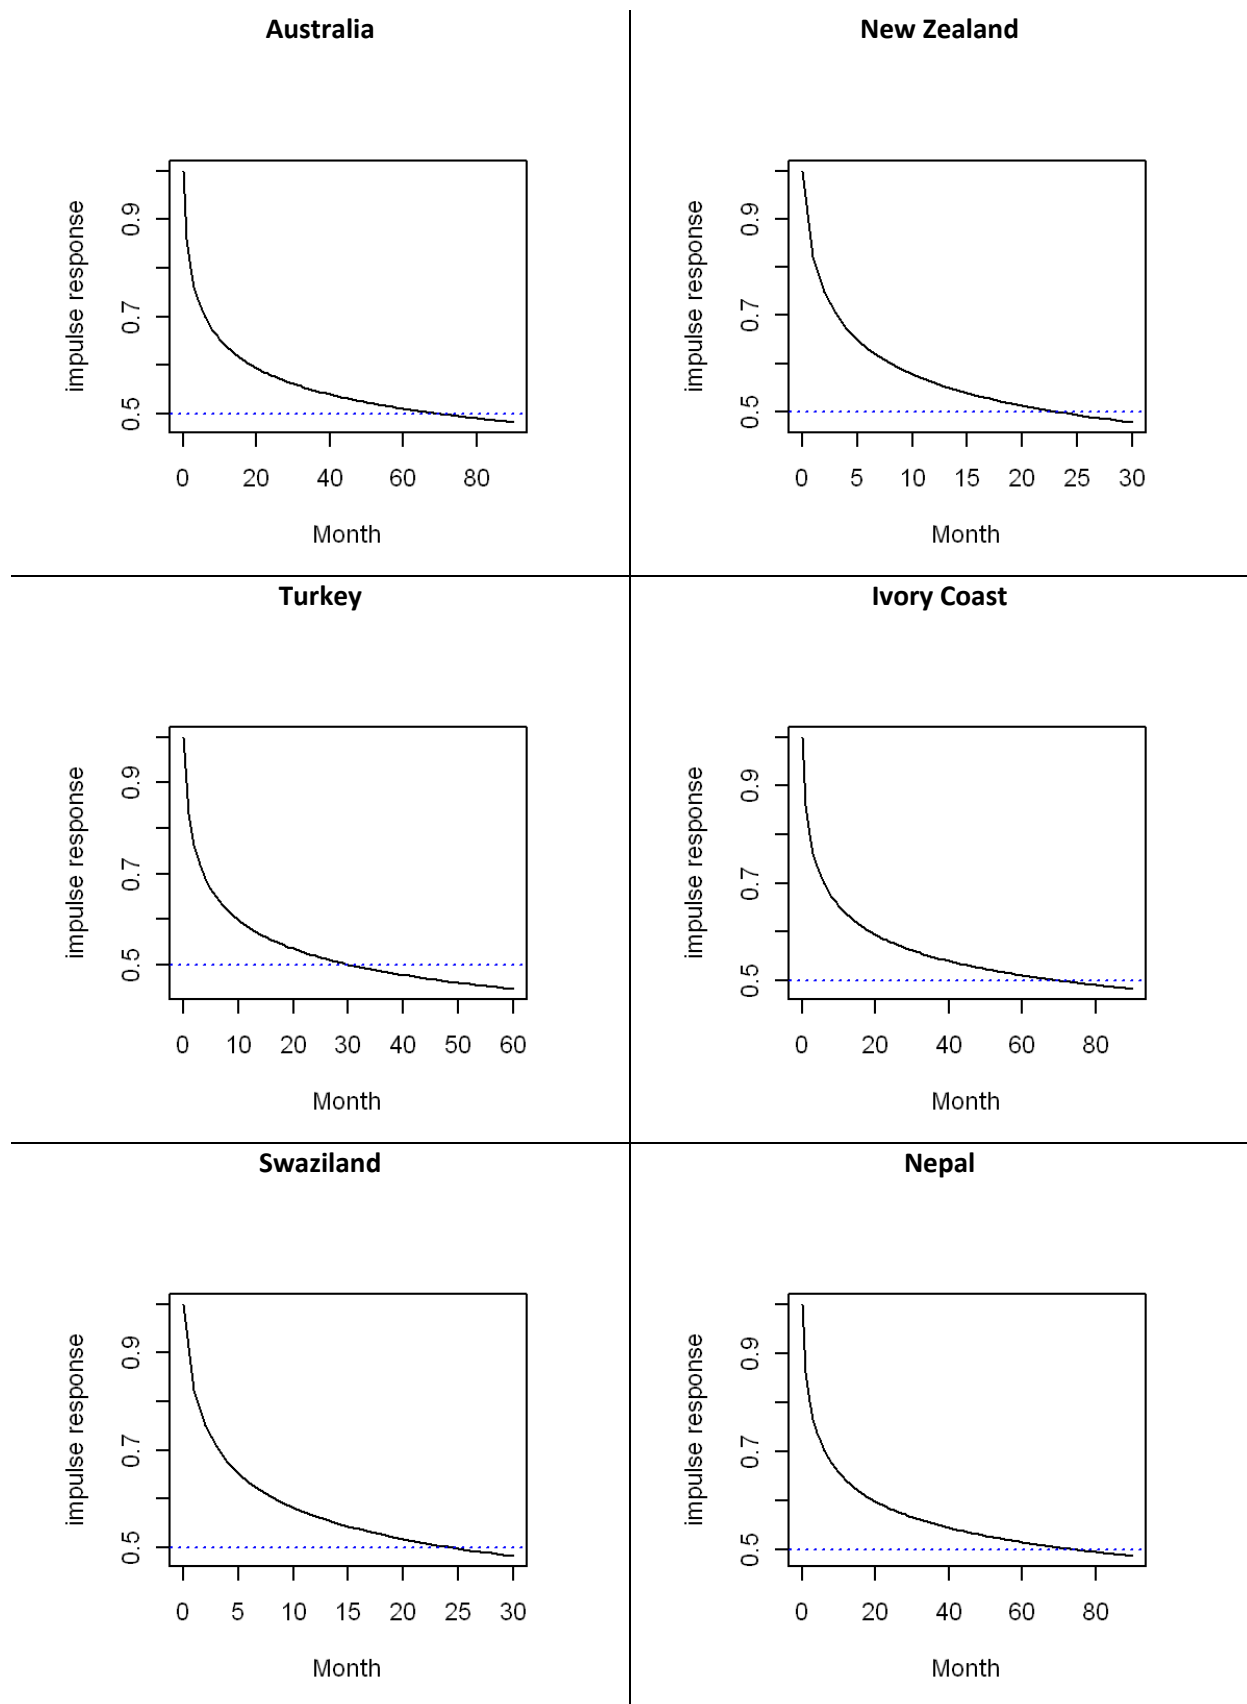 Australia
0.5 0.7 0.9
impulse response
0 20 40 60 80
Month
New Zealand
0.5 0.7 0.9
impulse response
0 5 10 15 20 25 30
Month
Turkey
0.5 0.7 0.9
impulse response
0 10 20 30 40 50 60
Month
Ivory Coast
0.5 0.7 0.9
impulse response
0 20 40 60 80
Month
Swaziland
0.5 0.7 0.9
impulse response
0 5 10 15 20 25 30
Month
Nepal
0.5 0.7 0.9
impulse response
0 20 40 60 80
Month